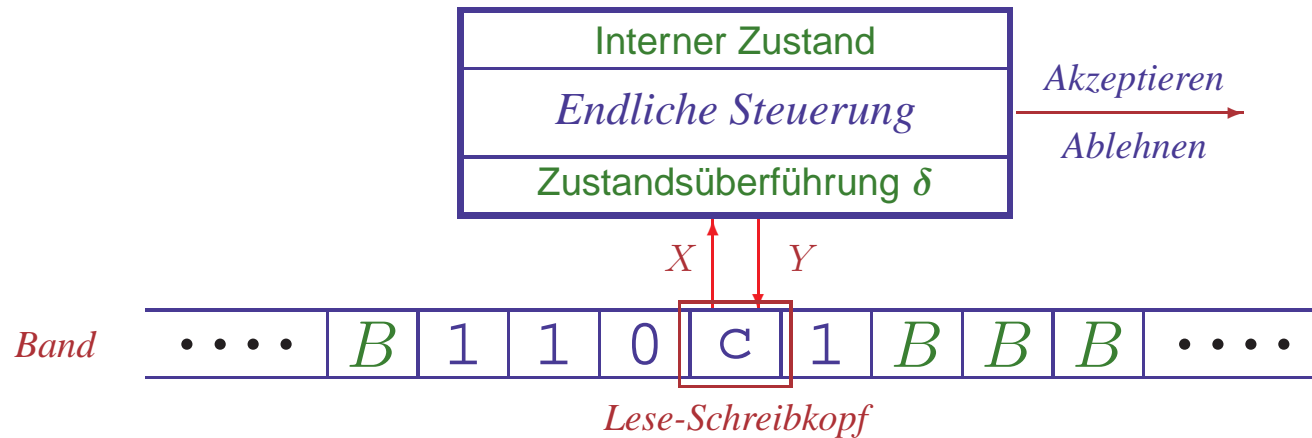 Interner Zustand
Endliche Steuerung
Zustandsüberführung δ
Akzeptieren
Ablehnen
X Y
Band · · · · B 1 1 0 c 1 B B B · · · ·
Lese-Schreibkopf